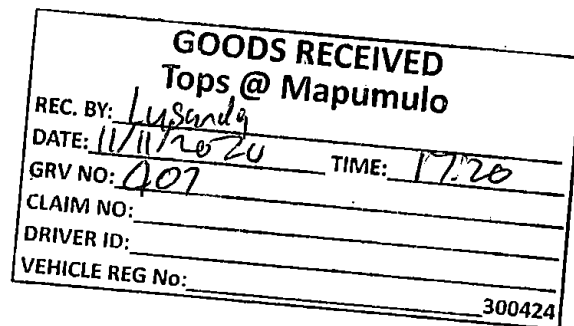 GOODS RECEIVED
Tops @ Mapumulo
REC. BY: Lusanda
DATE: 11/11/2020 TIME: 17:20
GRV NO: 407
CLAIM NO:
DRIVER ID:
VEHICLE REG No: 300424